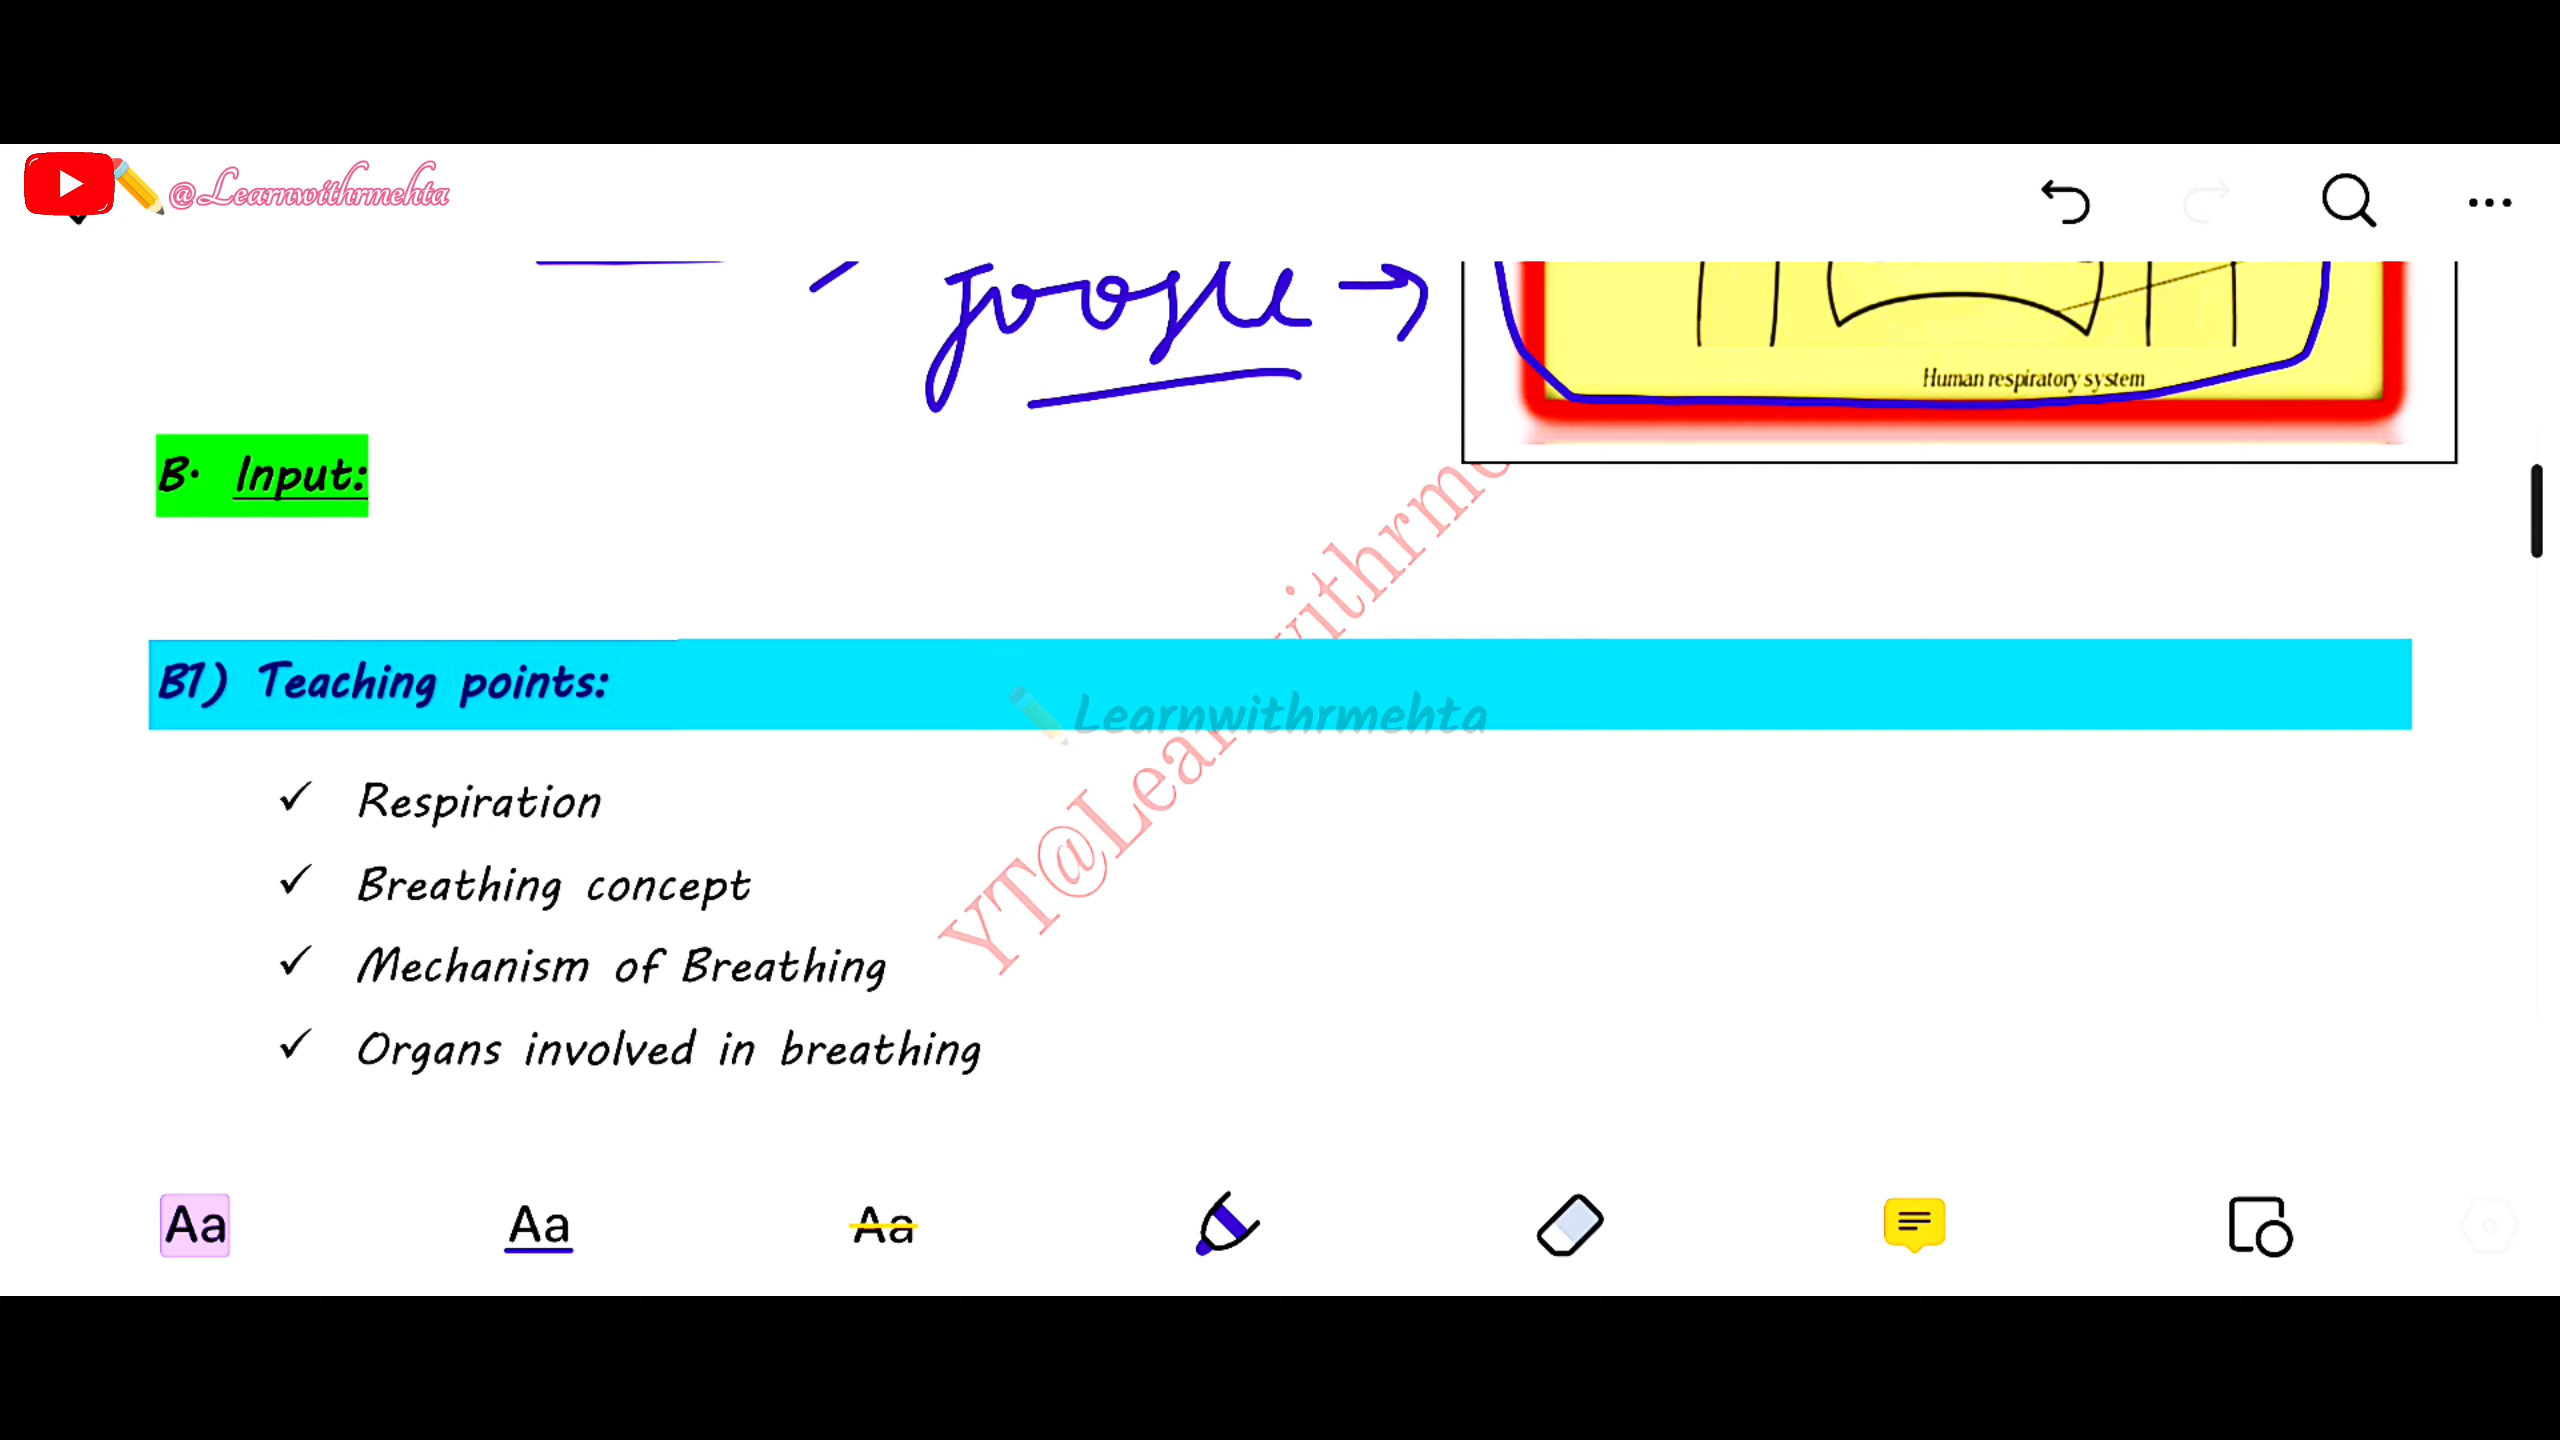 @Learnwithrmehta
google →
Human respiratory system
B. Input:
B1) Teaching points:
Learnwithrmehta
✓ Respiration
✓ Breathing concept
✓ Mechanism of Breathing
✓ Organs involved in breathing
Aa Aa Aa